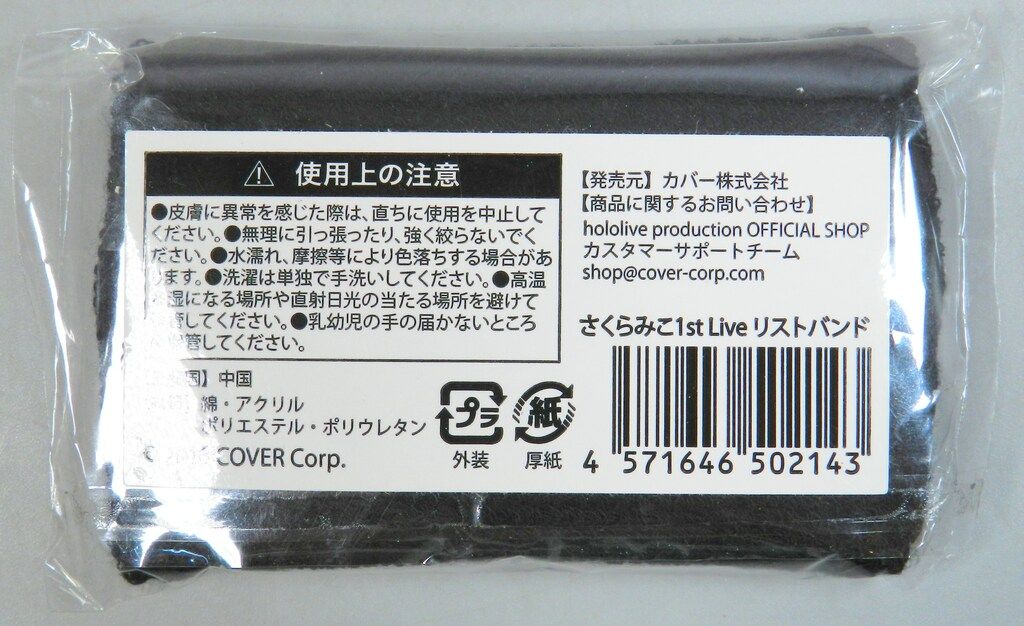 ⚠ 使用上の注意
●皮膚に異常を感じた際は、直ちに使用を中止して
ください。●無理に引っ張ったり、強く絞らないでく
ださい。●水濡れ、摩擦等により色落ちする場合があ
ります。●洗濯は単独で手洗いしてください。●高温
湿になる場所や直射日光の当たる場所を避けて
管してください。●乳幼児の手の届かないところ
管してください。
国】中国
綿・アクリル
ポリエステル・ポリウレタン
© COVER Corp.
プラ
外装
紙
厚紙
【発売元】カバー株式会社
【商品に関するお問い合わせ】
hololive production OFFICIAL SHOP
カスタマーサポートチーム
shop@cover-corp.com
さくらみこ1st Live リストバンド
4 571646 502143